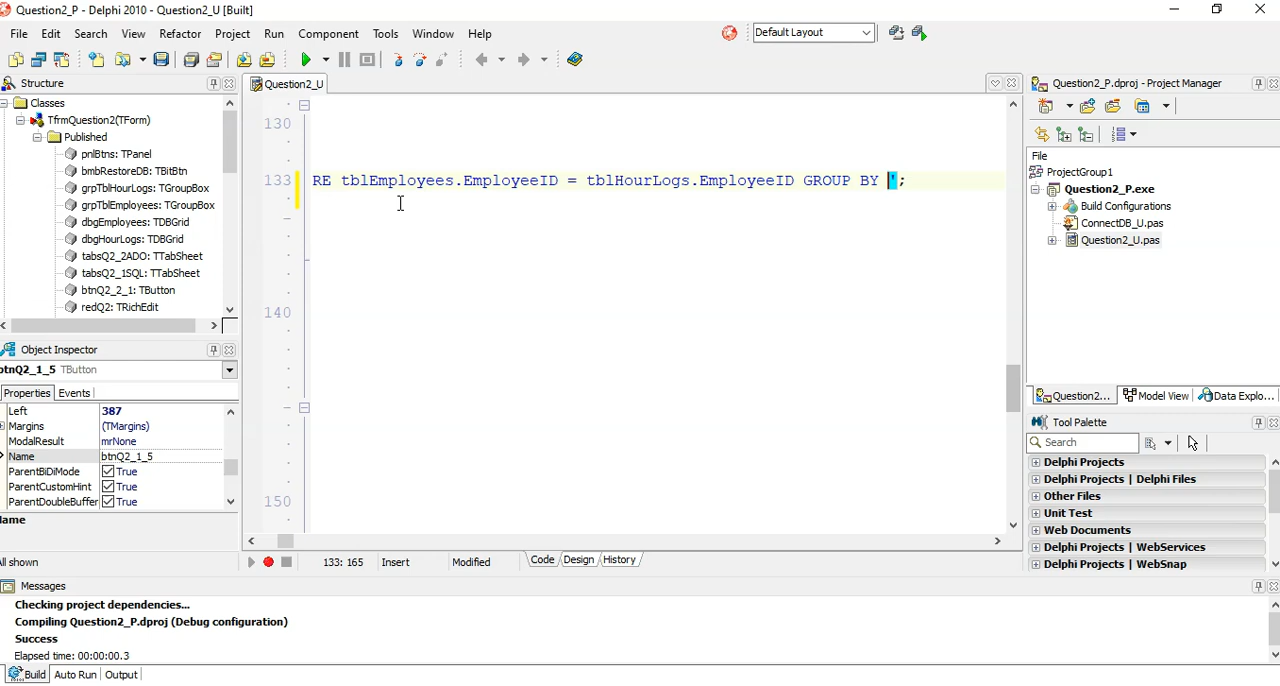 Question2_P - Delphi 2010 - Question2_U [Built]
File Edit Search View Refactor Project Run Component Tools Window Help
Default Layout
Structure
Question2_U
Question2_P.dproj - Project Manager
Classes
TfrmQuestion2(TForm)
Published
pnlBtns: TPanel
bmbRestoreDB: TBitBtn
grpTblHourLogs: TGroupBox
grpTblEmployees: TGroupBox
dbgEmployees: TDBGrid
dbgHourLogs: TDBGrid
tabsQ2_2ADO: TTabSheet
tabsQ2_1SQL: TTabSheet
btnQ2_2_1: TButton
redQ2: TRichEdit
130
133 RE tblEmployees.EmployeeID = tblHourLogs.EmployeeID GROUP BY ';
140
150
File
ProjectGroup1
Question2_P.exe
Build Configurations
ConnectDB_U.pas
Question2_U.pas
Object Inspector
btnQ2_1_5 TButton
Properties Events
Left 387
Margins (TMargins)
ModalResult mrNone
Name btnQ2_1_5
ParentBiDiMode True
ParentCustomHint True
ParentDoubleBuffer True
ame
All shown
133: 165 Insert Modified Code Design History
Question2... Model View Data Explo...
Tool Palette
Search
Delphi Projects
Delphi Projects | Delphi Files
Other Files
Unit Test
Web Documents
Delphi Projects | WebServices
Delphi Projects | WebSnap
Messages
Checking project dependencies...
Compiling Question2_P.dproj (Debug configuration)
Success
Elapsed time: 00:00:00.3
Build Auto Run Output